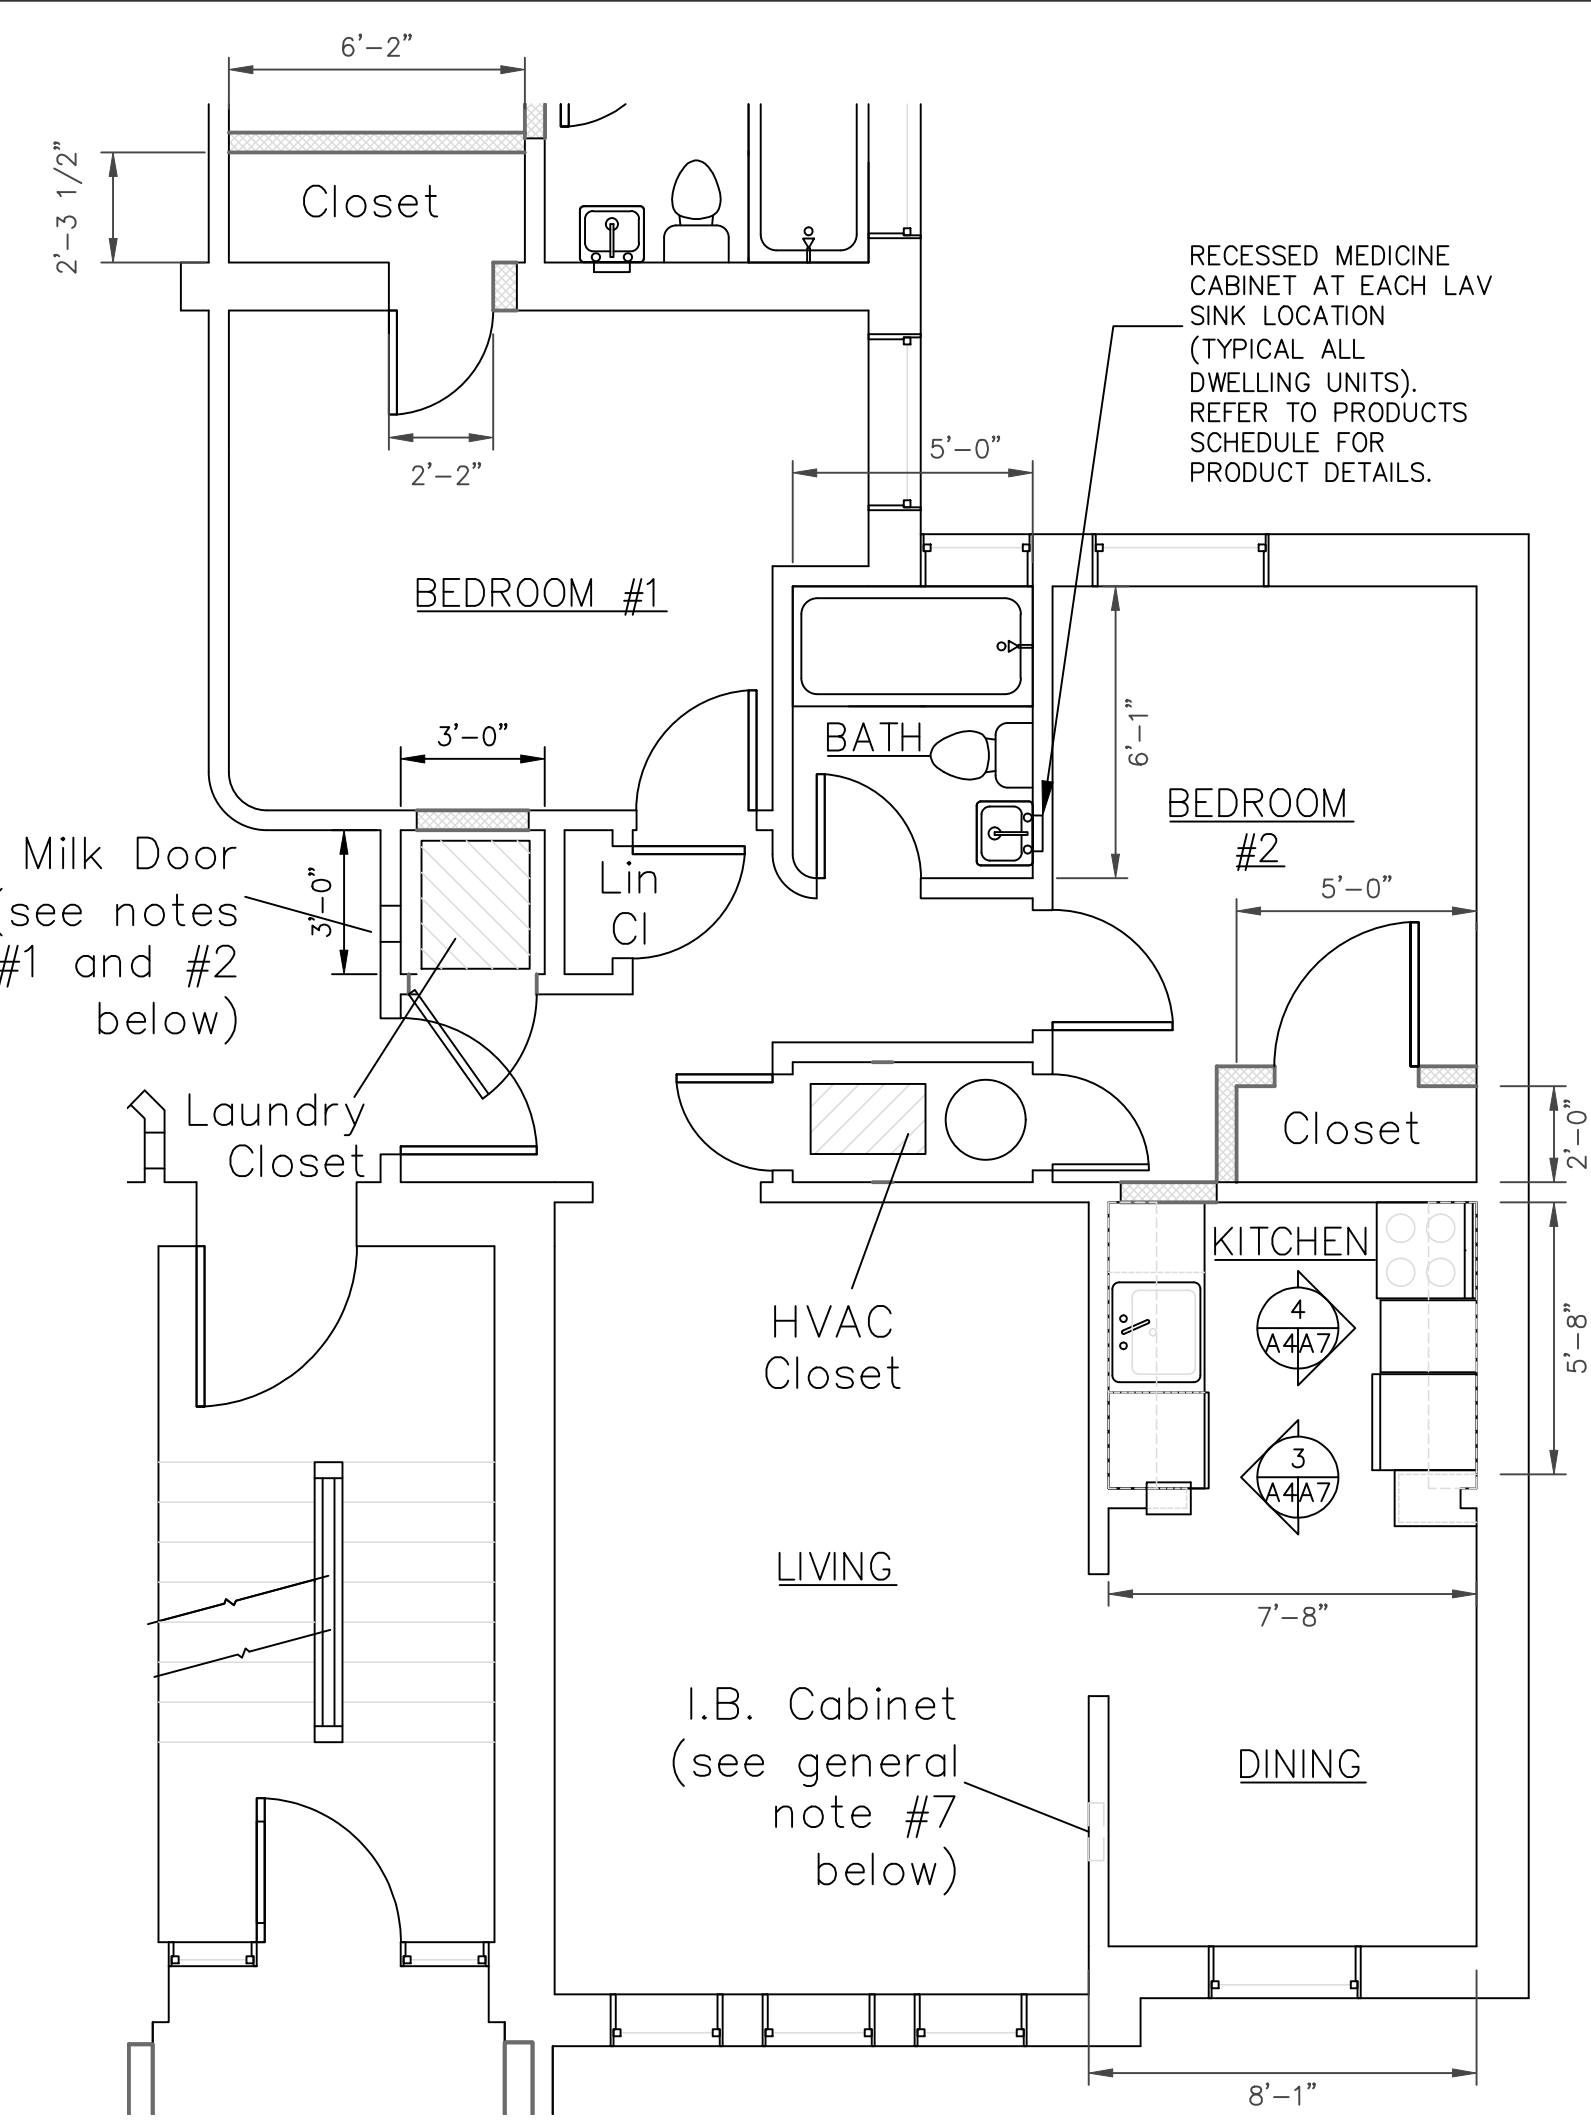 6'-2"
2'-3 1/2"
Closet
RECESSED MEDICINE
CABINET AT EACH LAV
SINK LOCATION
(TYPICAL ALL
DWELLING UNITS).
REFER TO PRODUCTS
SCHEDULE FOR
PRODUCT DETAILS.
2'-2"
5'-0"
BEDROOM #1
3'-0"
BATH
6'-1"
BEDROOM
#2
Milk Door
(see notes
#1 and #2
below)
3'-0"
Lin
Cl
5'-0"
Laundry
Closet
Closet
2'-0"
KITCHEN
HVAC
Closet
4
A4 A7
5'-8"
3
A4 A7
LIVING
7'-8"
I.B. Cabinet
(see general
note #7
below)
DINING
8'-1"